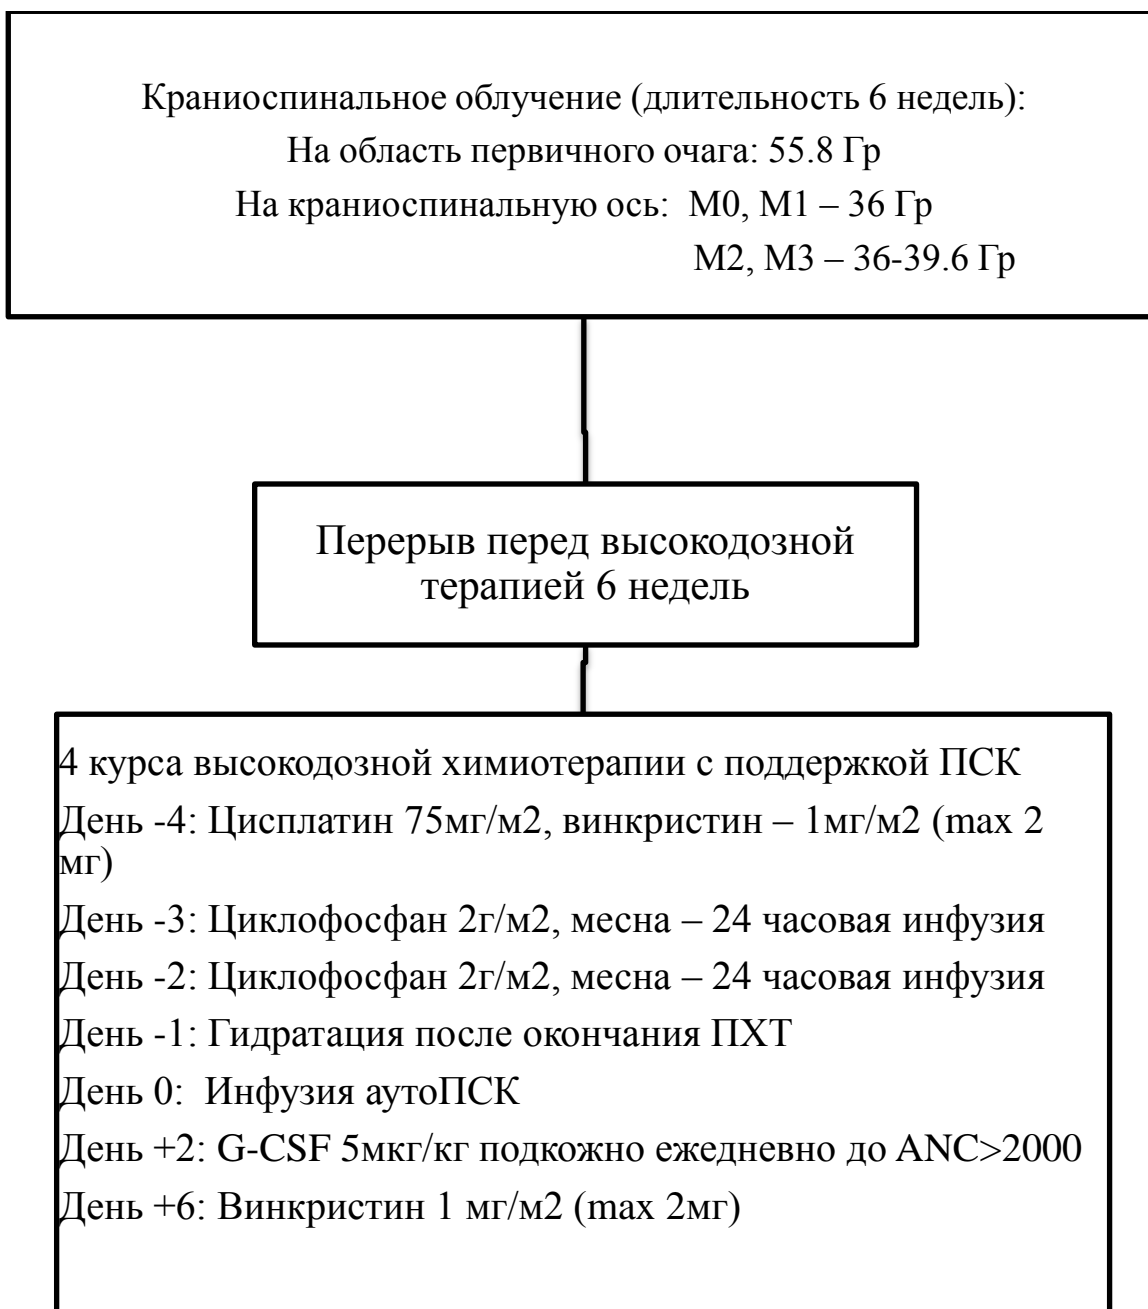 Краниоспинальное облучение (длительность 6 недель):
На область первичного очага: 55.8 Гр
На краниоспинальную ось:  М0, М1 – 36 Гр
М2, М3 – 36-39.6 Гр
Перерыв перед высокодозной
терапией 6 недель
4 курса высокодозной химиотерапии с поддержкой ПСК
День -4: Цисплатин 75мг/м2, винкристин – 1мг/м2 (max 2
мг)
День -3: Циклофосфан 2г/м2, месна – 24 часовая инфузия
День -2: Циклофосфан 2г/м2, месна – 24 часовая инфузия
День -1: Гидратация после окончания ПХТ
День 0:  Инфузия аутоПСК
День +2: G-CSF 5мкг/кг подкожно ежедневно до ANC>2000
День +6: Винкристин 1 мг/м2 (max 2мг)